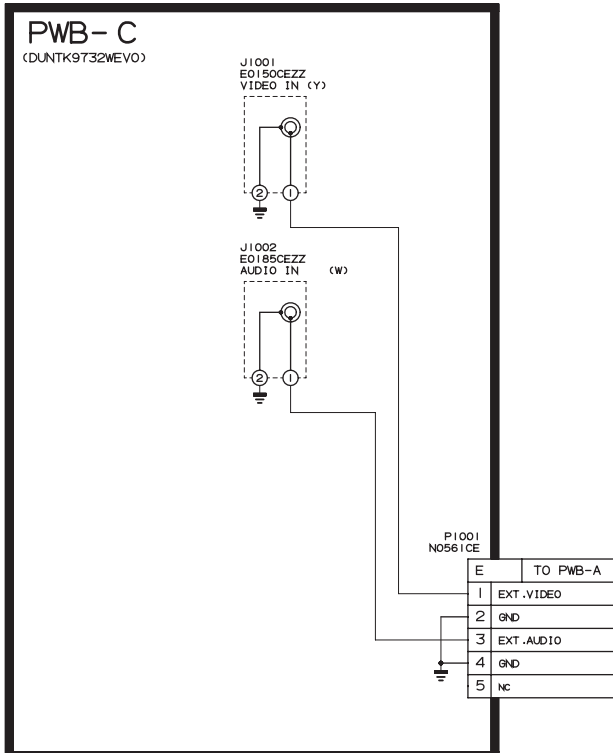 PWB-C
(DUNTK9732WEV0)
J1001
E0150CEZZ
VIDEO IN (Y)
2 1
J1002
E0185CEZZ
AUDIO IN (W)
2 1
P1001
N0561CE
E TO PWB-A
1 EXT.VIDEO
2 GND
3 EXT.AUDIO
4 GND
5 NC